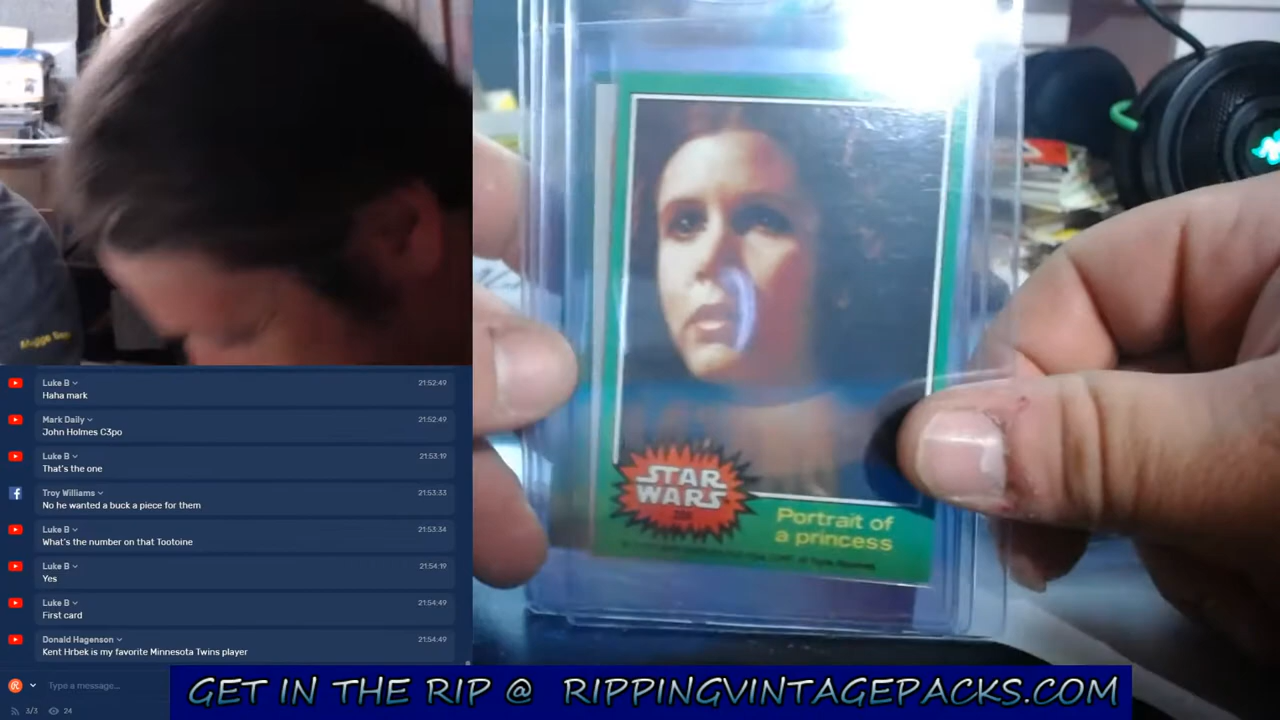 Luke B
21:52:49
Haha mark
Mark Daily
21:52:49
John Holmes C3po
Luke B
21:53:19
That's the one
Troy Williams
21:53:33
No he wanted a buck a piece for them
Luke B
21:53:34
What's the number on that Tootoine
Luke B
21:54:19
Yes
Luke B
21:54:49
First card
Donald Hagenson
21:54:49
Kent Hrbek is my favorite Minnesota Twins player
Type a message...
3/3
24
STAR
WARS
Portrait of
a princess
GET IN THE RIP @ RIPPINGVINTAGEPACKS.COM